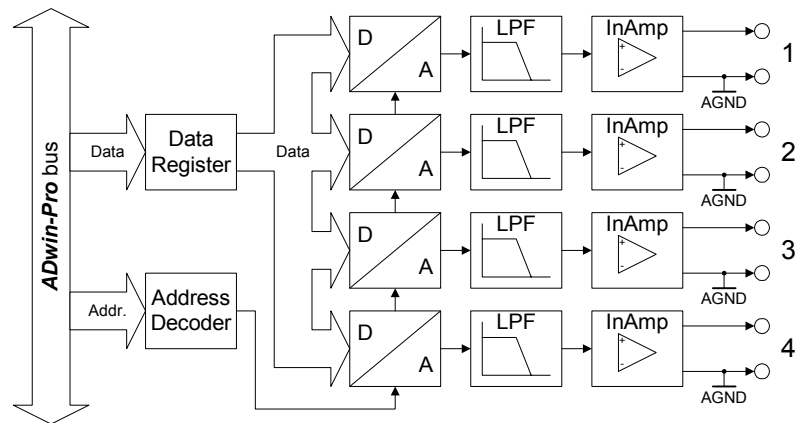 ADwin-Pro bus
Data
Data
Register
Data
Addr.
Address
Decoder
D
A
LPF
InAmp
+
-
AGND
1
D
A
LPF
InAmp
+
-
AGND
2
D
A
LPF
InAmp
+
-
AGND
3
D
A
LPF
InAmp
+
-
AGND
4